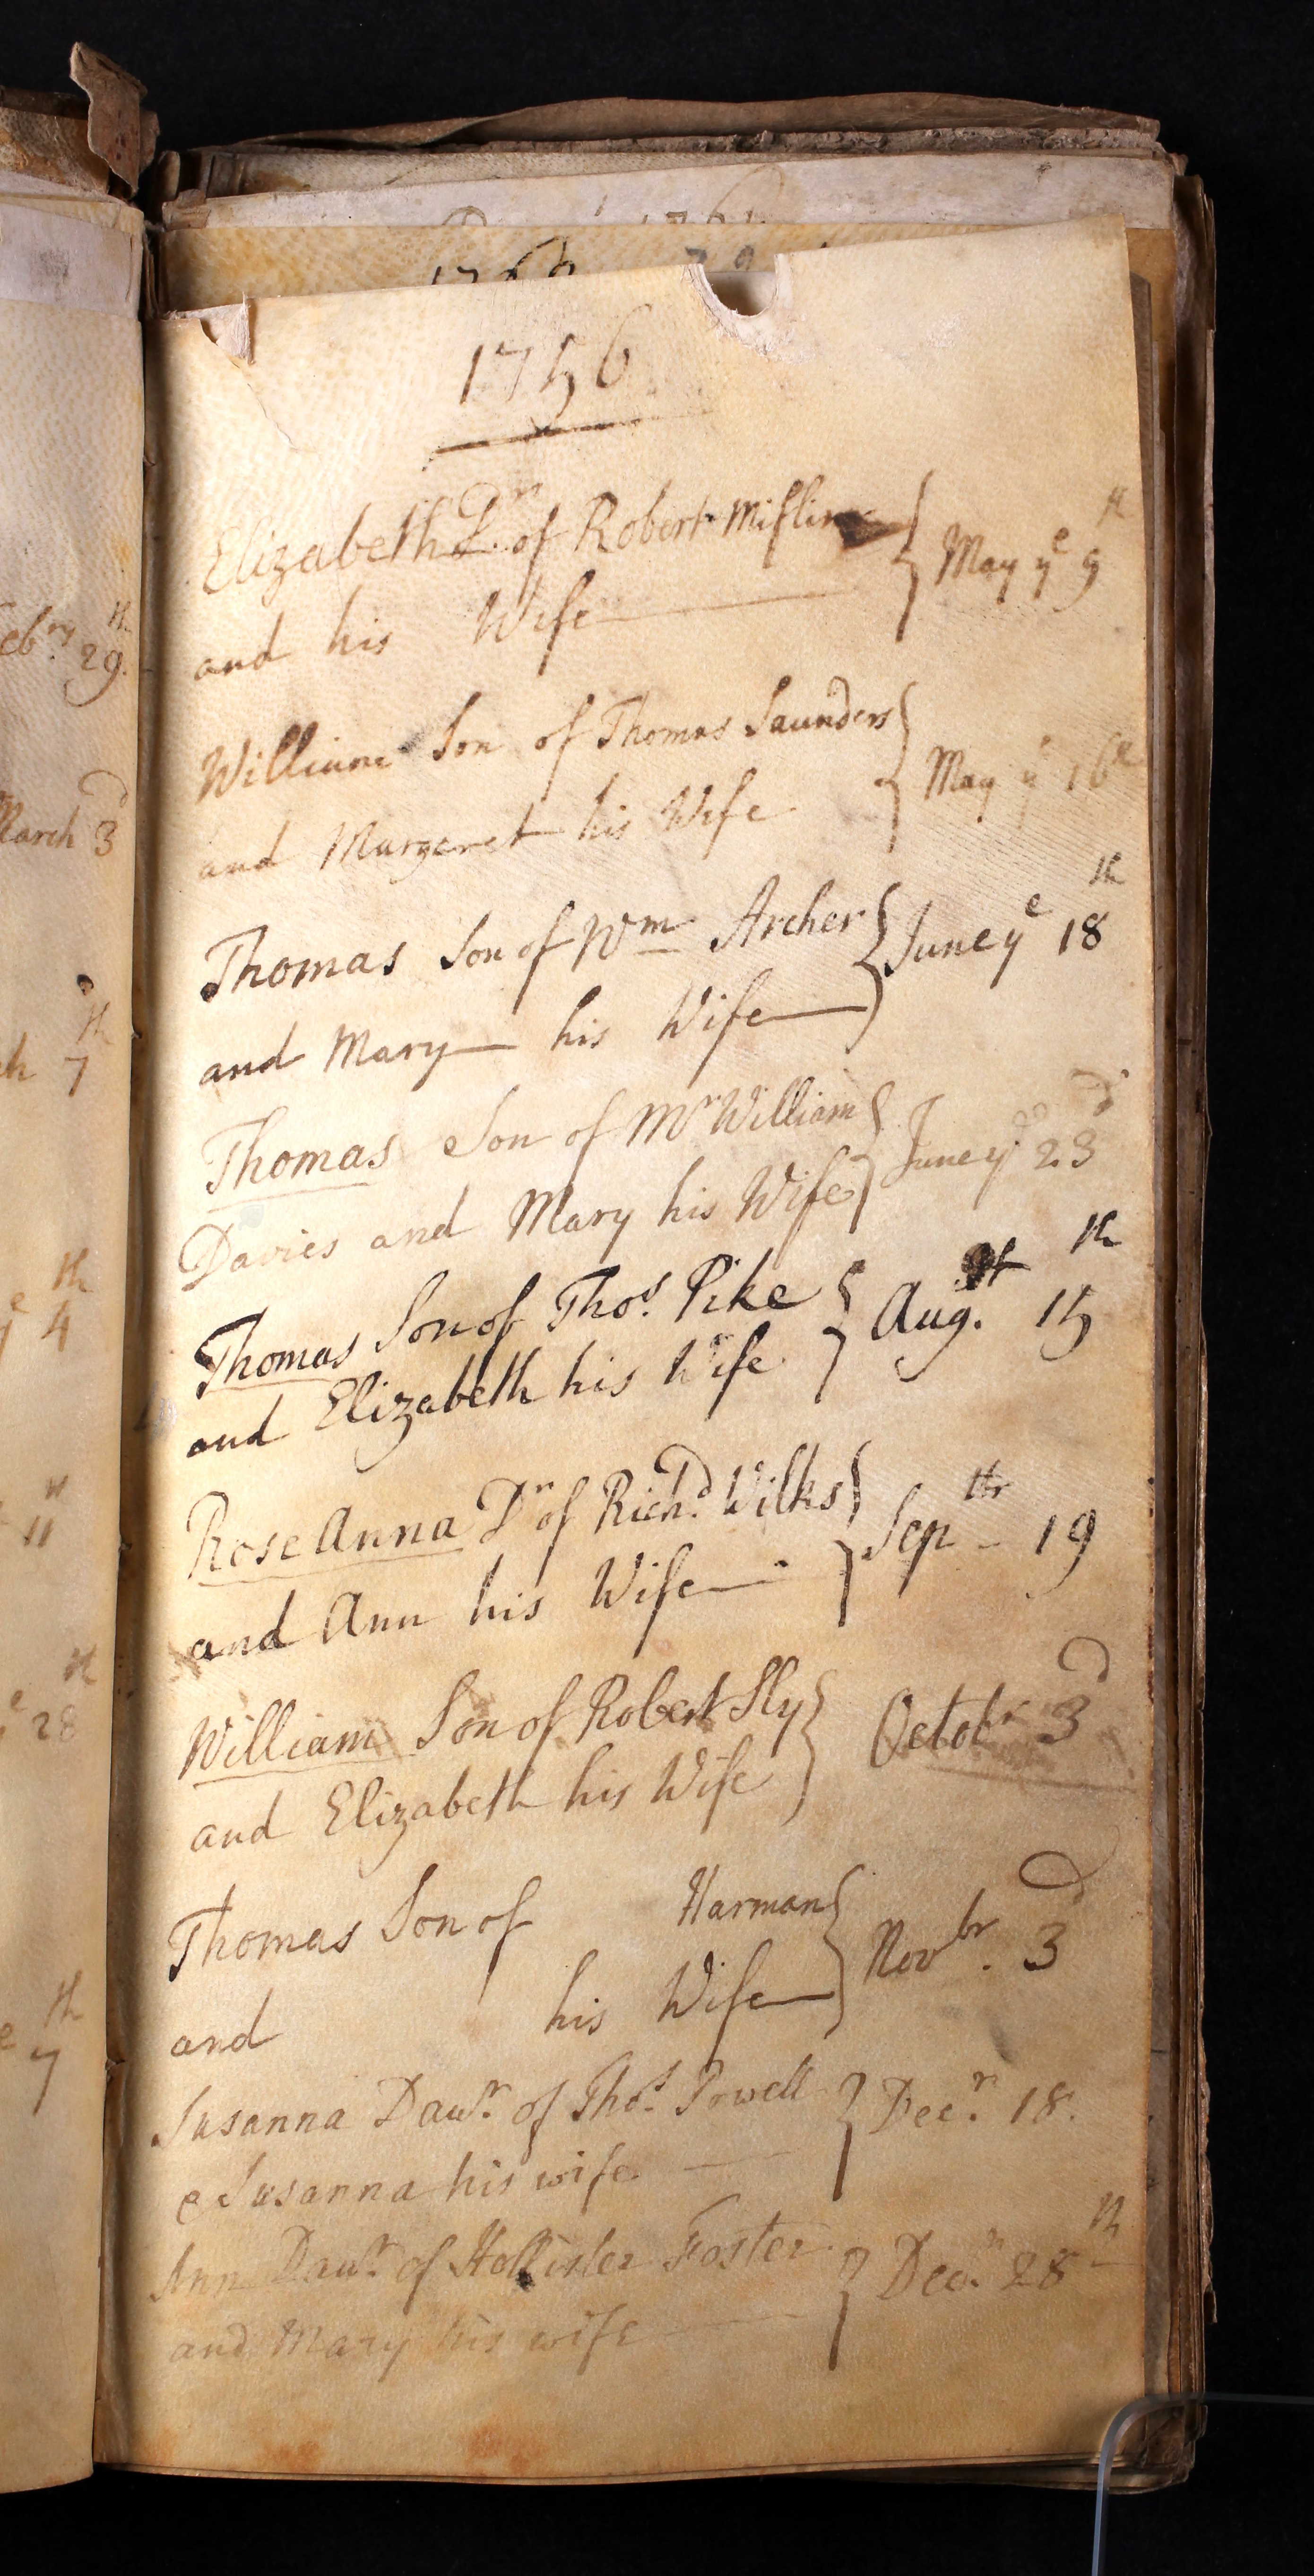 1756
Elizabeth Dr. of Robert Miflin
and his Wife
May ye 9th
William Son of Thomas Saunders
and Margaret his Wife
May ye 16th
Thomas Son of Wm Archer
and Mary his Wife
June ye 18th
Thomas Son of Mr William
Davies and Mary his Wife
June ye 23d
Thomas Son of Thos. Pike
and Elizabeth his Wife
Augst. 15th
Rose Anna Dr of Richd. Wilks
and Ann his Wife
Septr 19
William Son of Robert Sly
and Elizabeth his Wife
Octobr 3d
Thomas Son of Harman
and his Wife
Novbr. 3d
Susanna Daur. of Thos. Powell
& Susanna his wife
Decr. 18.
Ann Daur. of Hollister Foster
and Mary his wife
Decr. 28th
29th.
March 3d
7th
4th
11th
28th
7th